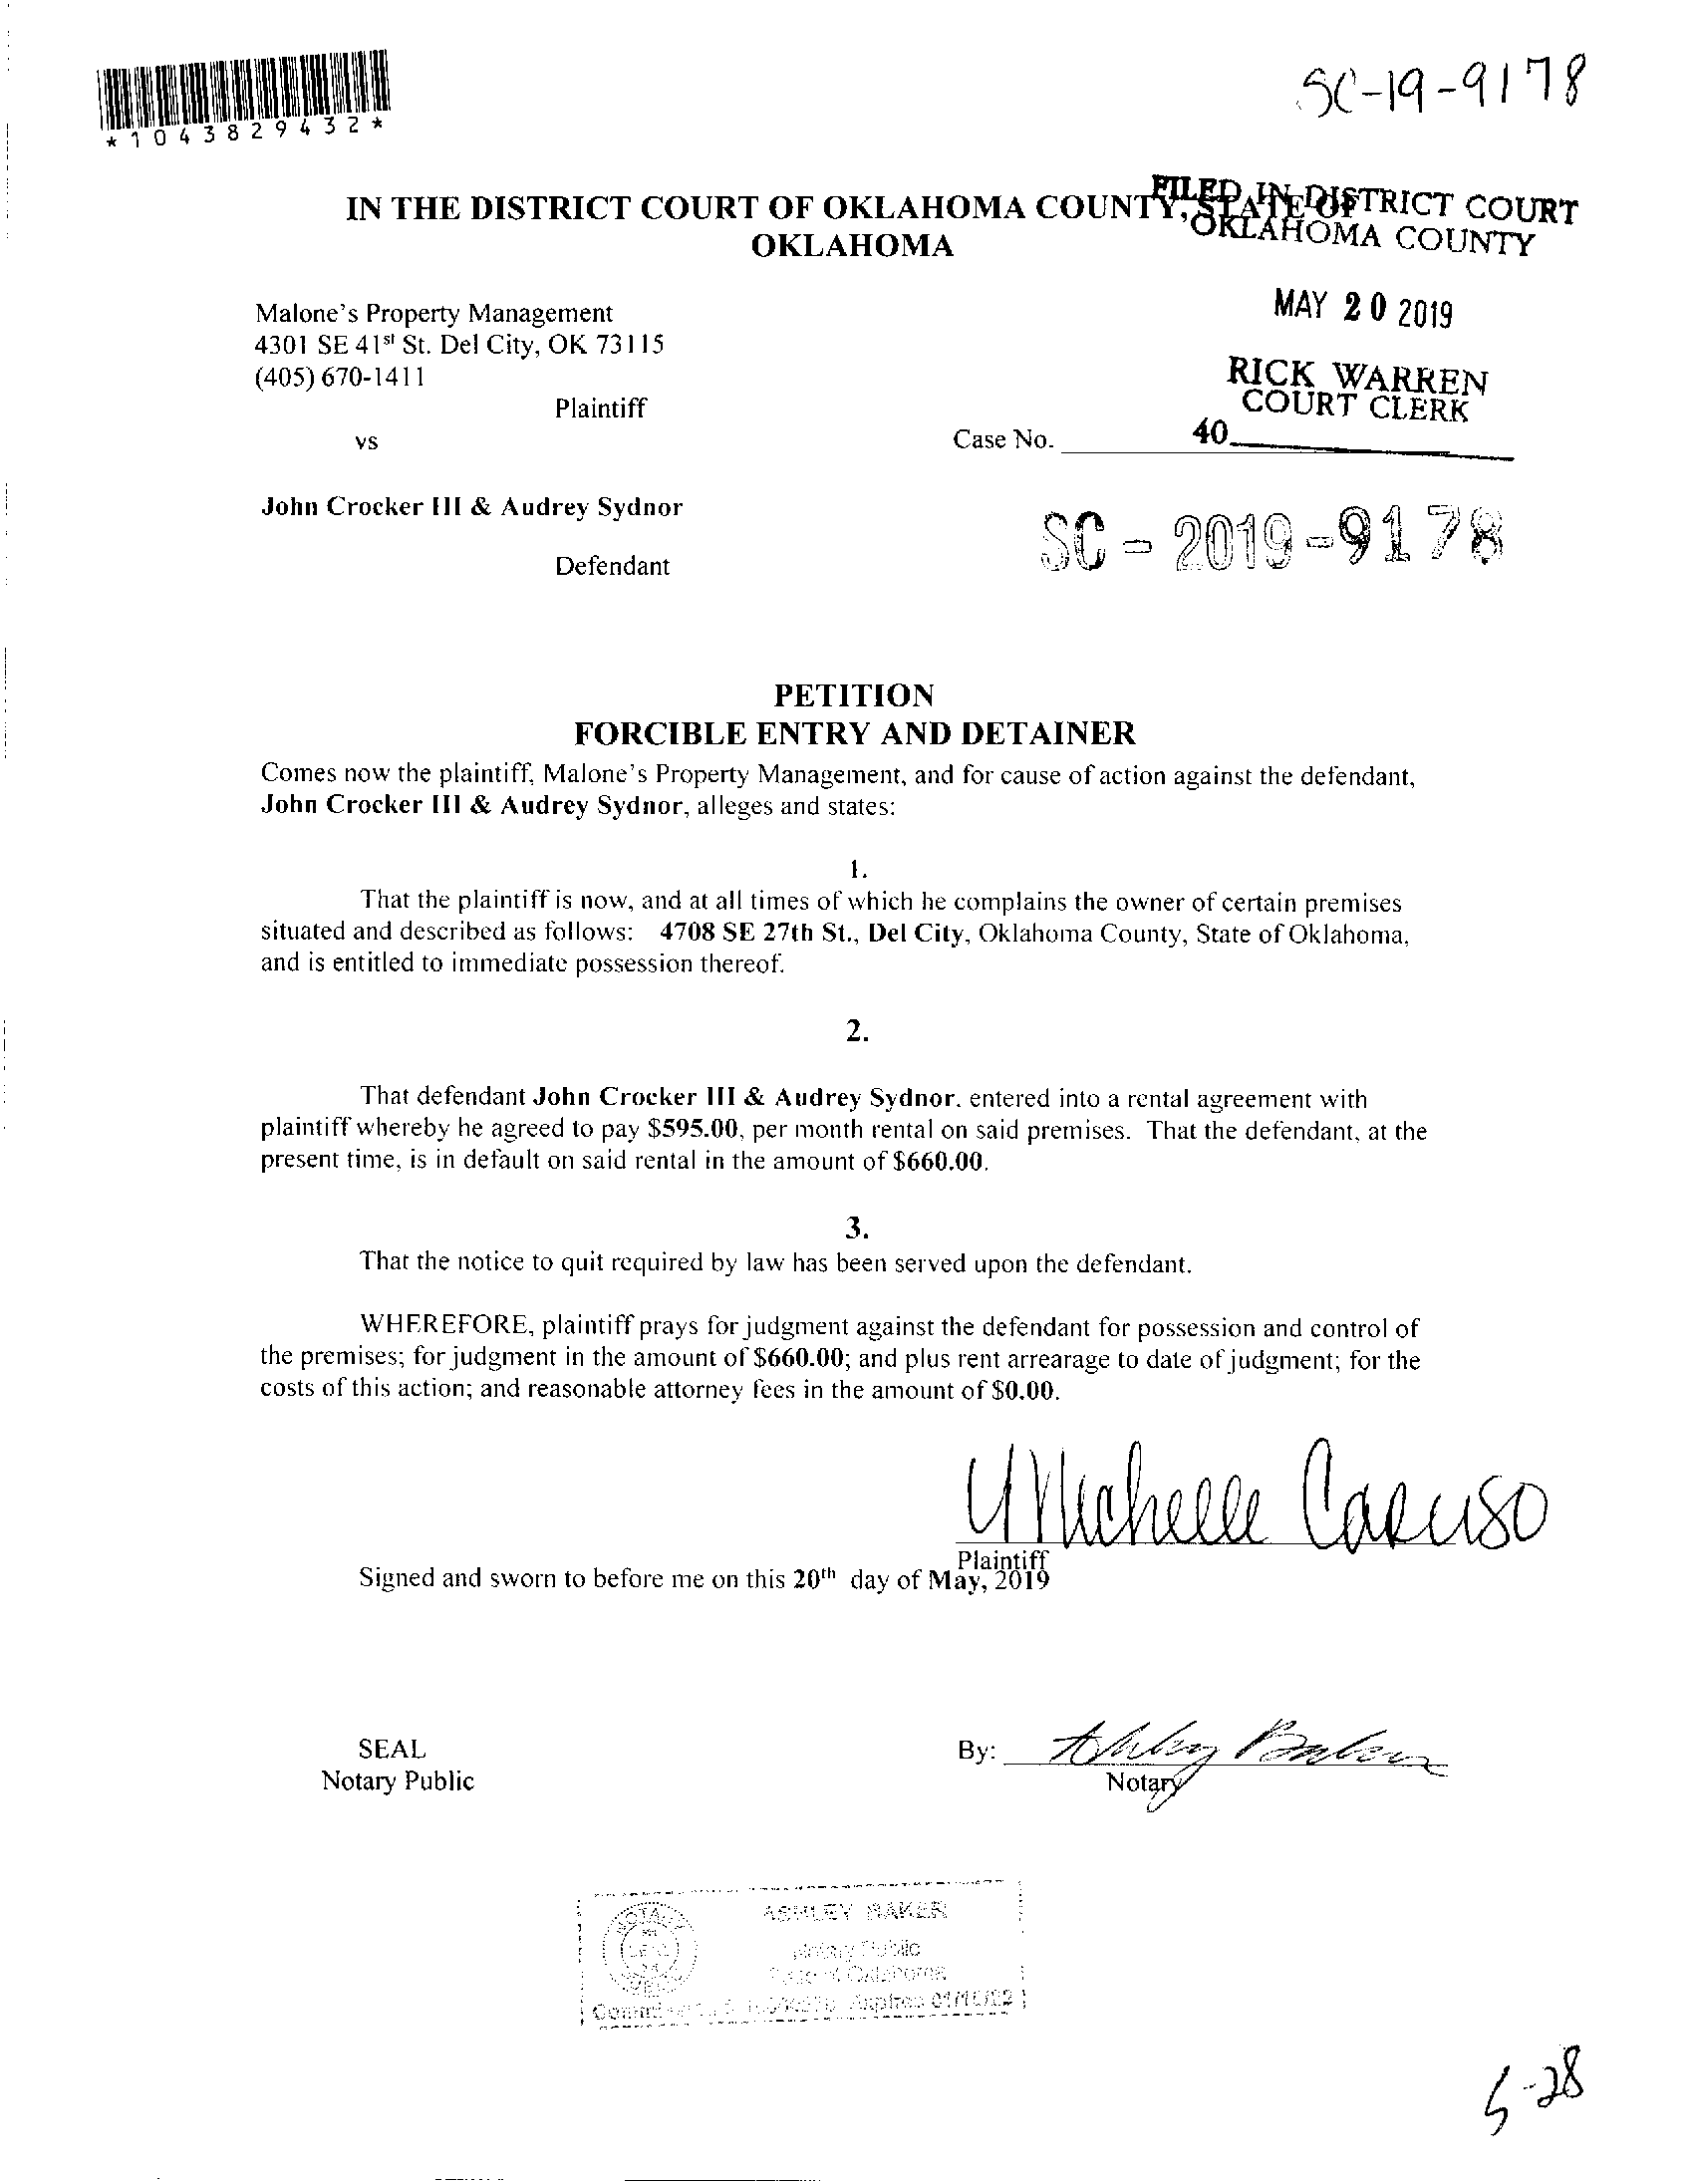 *1043829432*
SC-19-9178
FILED IN DISTRICT COURT
OKLAHOMA COUNTY
IN THE DISTRICT COURT OF OKLAHOMA COUNTY, STATE OF
OKLAHOMA
MAY 20 2019
Malone's Property Management
4301 SE 41st St. Del City, OK 73115
(405) 670-1411
RICK WARREN
COURT CLERK
Plaintiff
40
vs
Case No.
John Crocker III & Audrey Sydnor
SC - 2019-9178
Defendant
PETITION
FORCIBLE ENTRY AND DETAINER
Comes now the plaintiff, Malone's Property Management, and for cause of action against the defendant,
John Crocker III & Audrey Sydnor, alleges and states:
1.
That the plaintiff is now, and at all times of which he complains the owner of certain premises
situated and described as follows: 4708 SE 27th St., Del City, Oklahoma County, State of Oklahoma,
and is entitled to immediate possession thereof.
2.
That defendant John Crocker III & Audrey Sydnor. entered into a rental agreement with
plaintiff whereby he agreed to pay $595.00, per month rental on said premises. That the defendant, at the
present time, is in default on said rental in the amount of $660.00.
3.
That the notice to quit required by law has been served upon the defendant.
WHEREFORE, plaintiff prays for judgment against the defendant for possession and control of
the premises; for judgment in the amount of $660.00; and plus rent arrearage to date of judgment; for the
costs of this action; and reasonable attorney fees in the amount of $0.00.
Michelle Caruso
Plaintiff
Signed and sworn to before me on this 20th day of May, 2019
SEAL
By: Ashley Baker
Notary Public
Notary
ASHLEY BAKER
Notary Public
State of Oklahoma
Expires
5-28